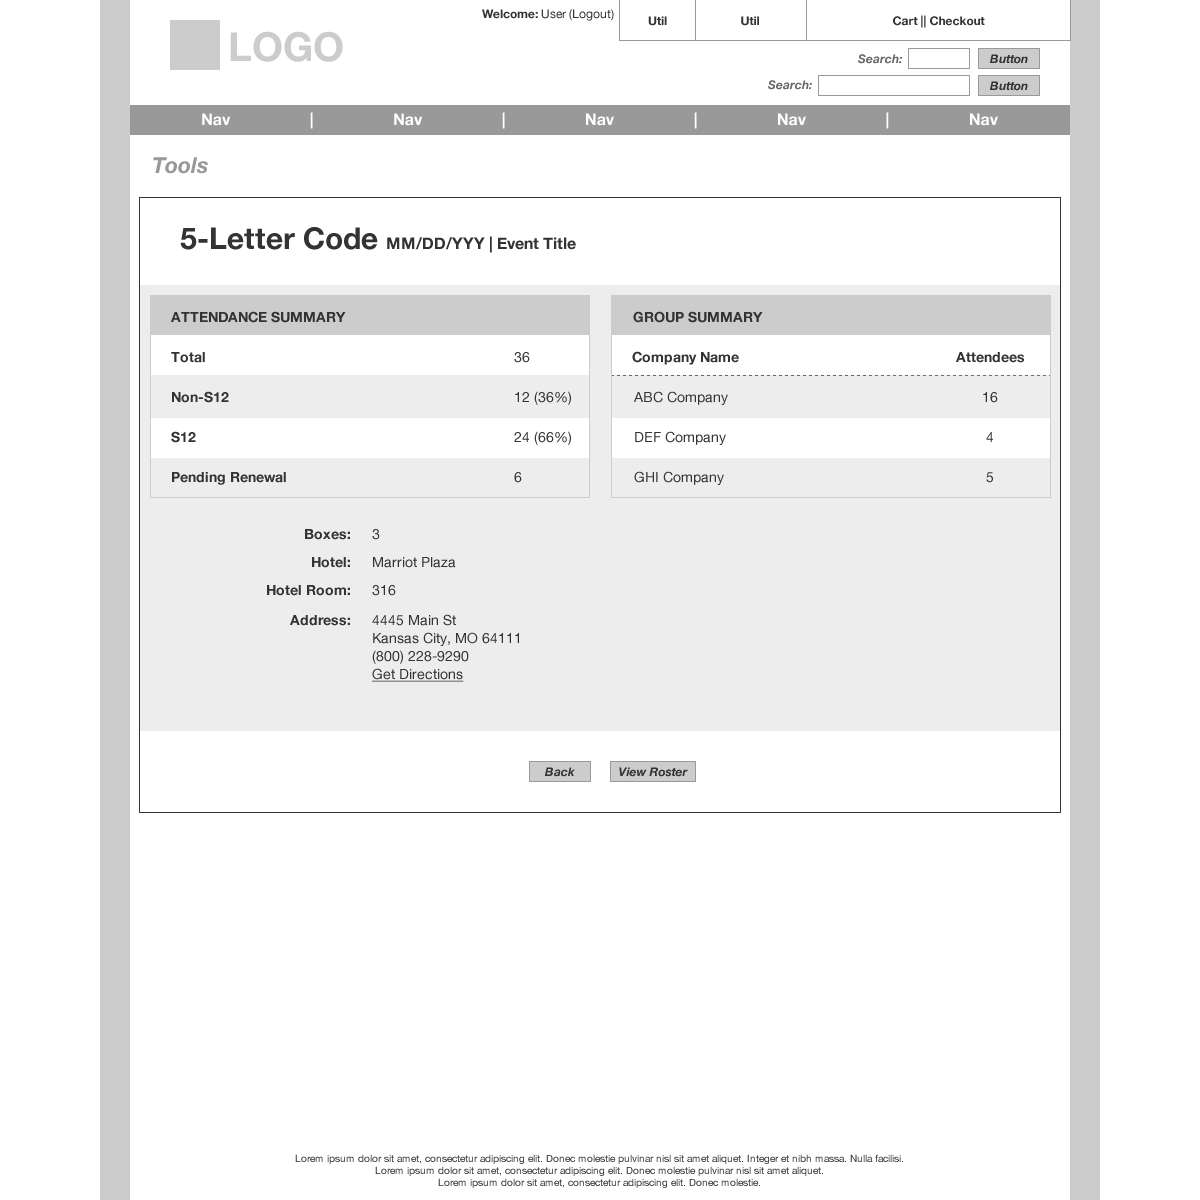 Welcome: User (Logout)
Util
Util
Cart || Checkout
LOGO
Search:
Button
Search:
Button
Nav | Nav | Nav | Nav | Nav
Tools
5-Letter Code MM/DD/YYY | Event Title
ATTENDANCE SUMMARY
Total 36
Non-S12 12 (36%)
S12 24 (66%)
Pending Renewal 6
GROUP SUMMARY
Company Name Attendees
ABC Company 16
DEF Company 4
GHI Company 5
Boxes: 3
Hotel: Marriot Plaza
Hotel Room: 316
Address: 4445 Main St
Kansas City, MO 64111
(800) 228-9290
Get Directions
Back
View Roster
Lorem ipsum dolor sit amet, consectetur adipiscing elit. Donec molestie pulvinar nisl sit amet aliquet. Integer et nibh massa. Nulla facilisi.
Lorem ipsum dolor sit amet, consectetur adipiscing elit. Donec molestie pulvinar nisl sit amet aliquet.
Lorem ipsum dolor sit amet, consectetur adipiscing elit. Donec molestie.